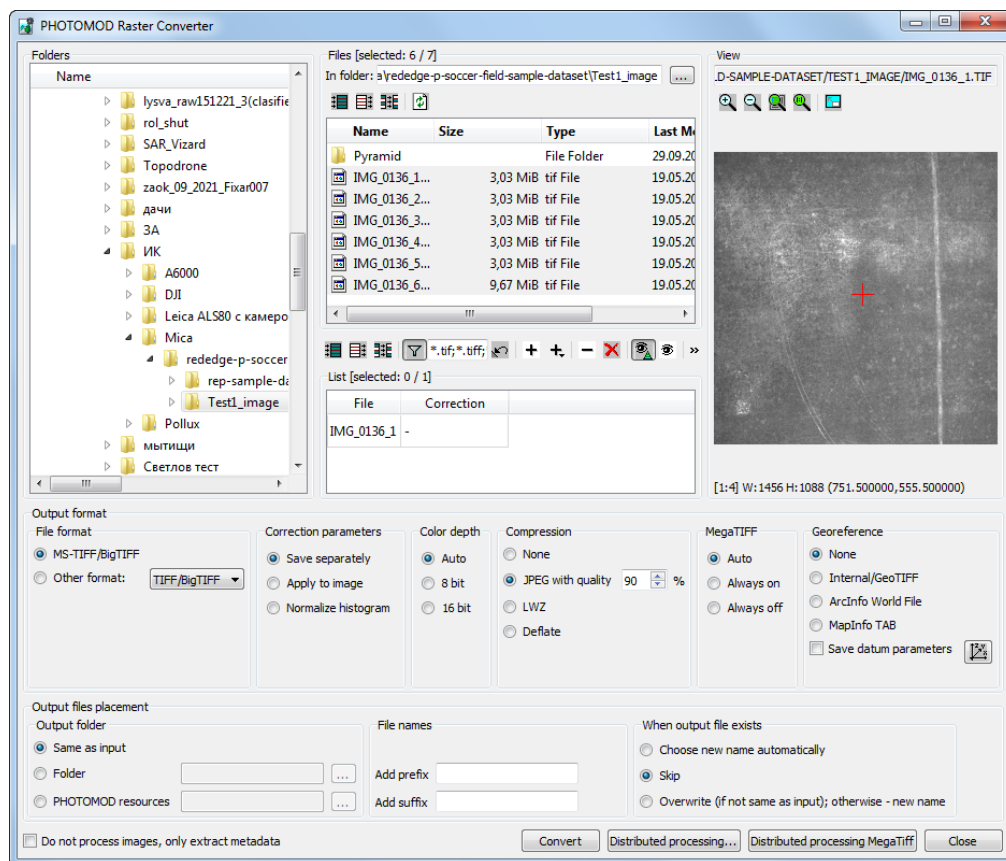 PHOTOMOD Raster Converter
Folders
Name
lysva_raw151221_3(clasifie
rol_shut
SAR_Vizard
Topodrone
zaok_09_2021_Fixar007
дачи
ЗА
ИК
A6000
DJI
Leica ALS80 с камеро
Mica
rededge-p-soccer
rep-sample-da
Test1_image
Pollux
мытищи
Светлов тест
Files [selected: 6 / 7]
In folder: a\rededge-p-soccer-field-sample-dataset\Test1_image ...
Name Size Type Last Mo
Pyramid File Folder 29.09.20
IMG_0136_1... 3,03 MiB tif File 19.05.20
IMG_0136_2... 3,03 MiB tif File 19.05.20
IMG_0136_3... 3,03 MiB tif File 19.05.20
IMG_0136_4... 3,03 MiB tif File 19.05.20
IMG_0136_5... 3,03 MiB tif File 19.05.20
IMG_0136_6... 9,67 MiB tif File 19.05.20
*.tif;*.tiff; »
List [selected: 0 / 1]
File Correction
IMG_0136_1 -
View
.D-SAMPLE-DATASET/TEST1_IMAGE/IMG_0136_1.TIF
[1:4] W:1456 H:1088 (751.500000,555.500000)
Output format
File format
MS-TIFF/BigTIFF
Other format: TIFF/BigTIFF
Correction parameters
Save separately
Apply to image
Normalize histogram
Color depth
Auto
8 bit
16 bit
Compression
None
JPEG with quality 90 %
LWZ
Deflate
MegaTIFF
Auto
Always on
Always off
Georeference
None
Internal/GeoTIFF
ArcInfo World File
MapInfo TAB
Save datum parameters
Output files placement
Output folder
Same as input
Folder ...
PHOTOMOD resources ...
File names
Add prefix
Add suffix
When output file exists
Choose new name automatically
Skip
Overwrite (if not same as input); otherwise - new name
Do not process images, only extract metadata
Convert Distributed processing... Distributed processing MegaTiff Close